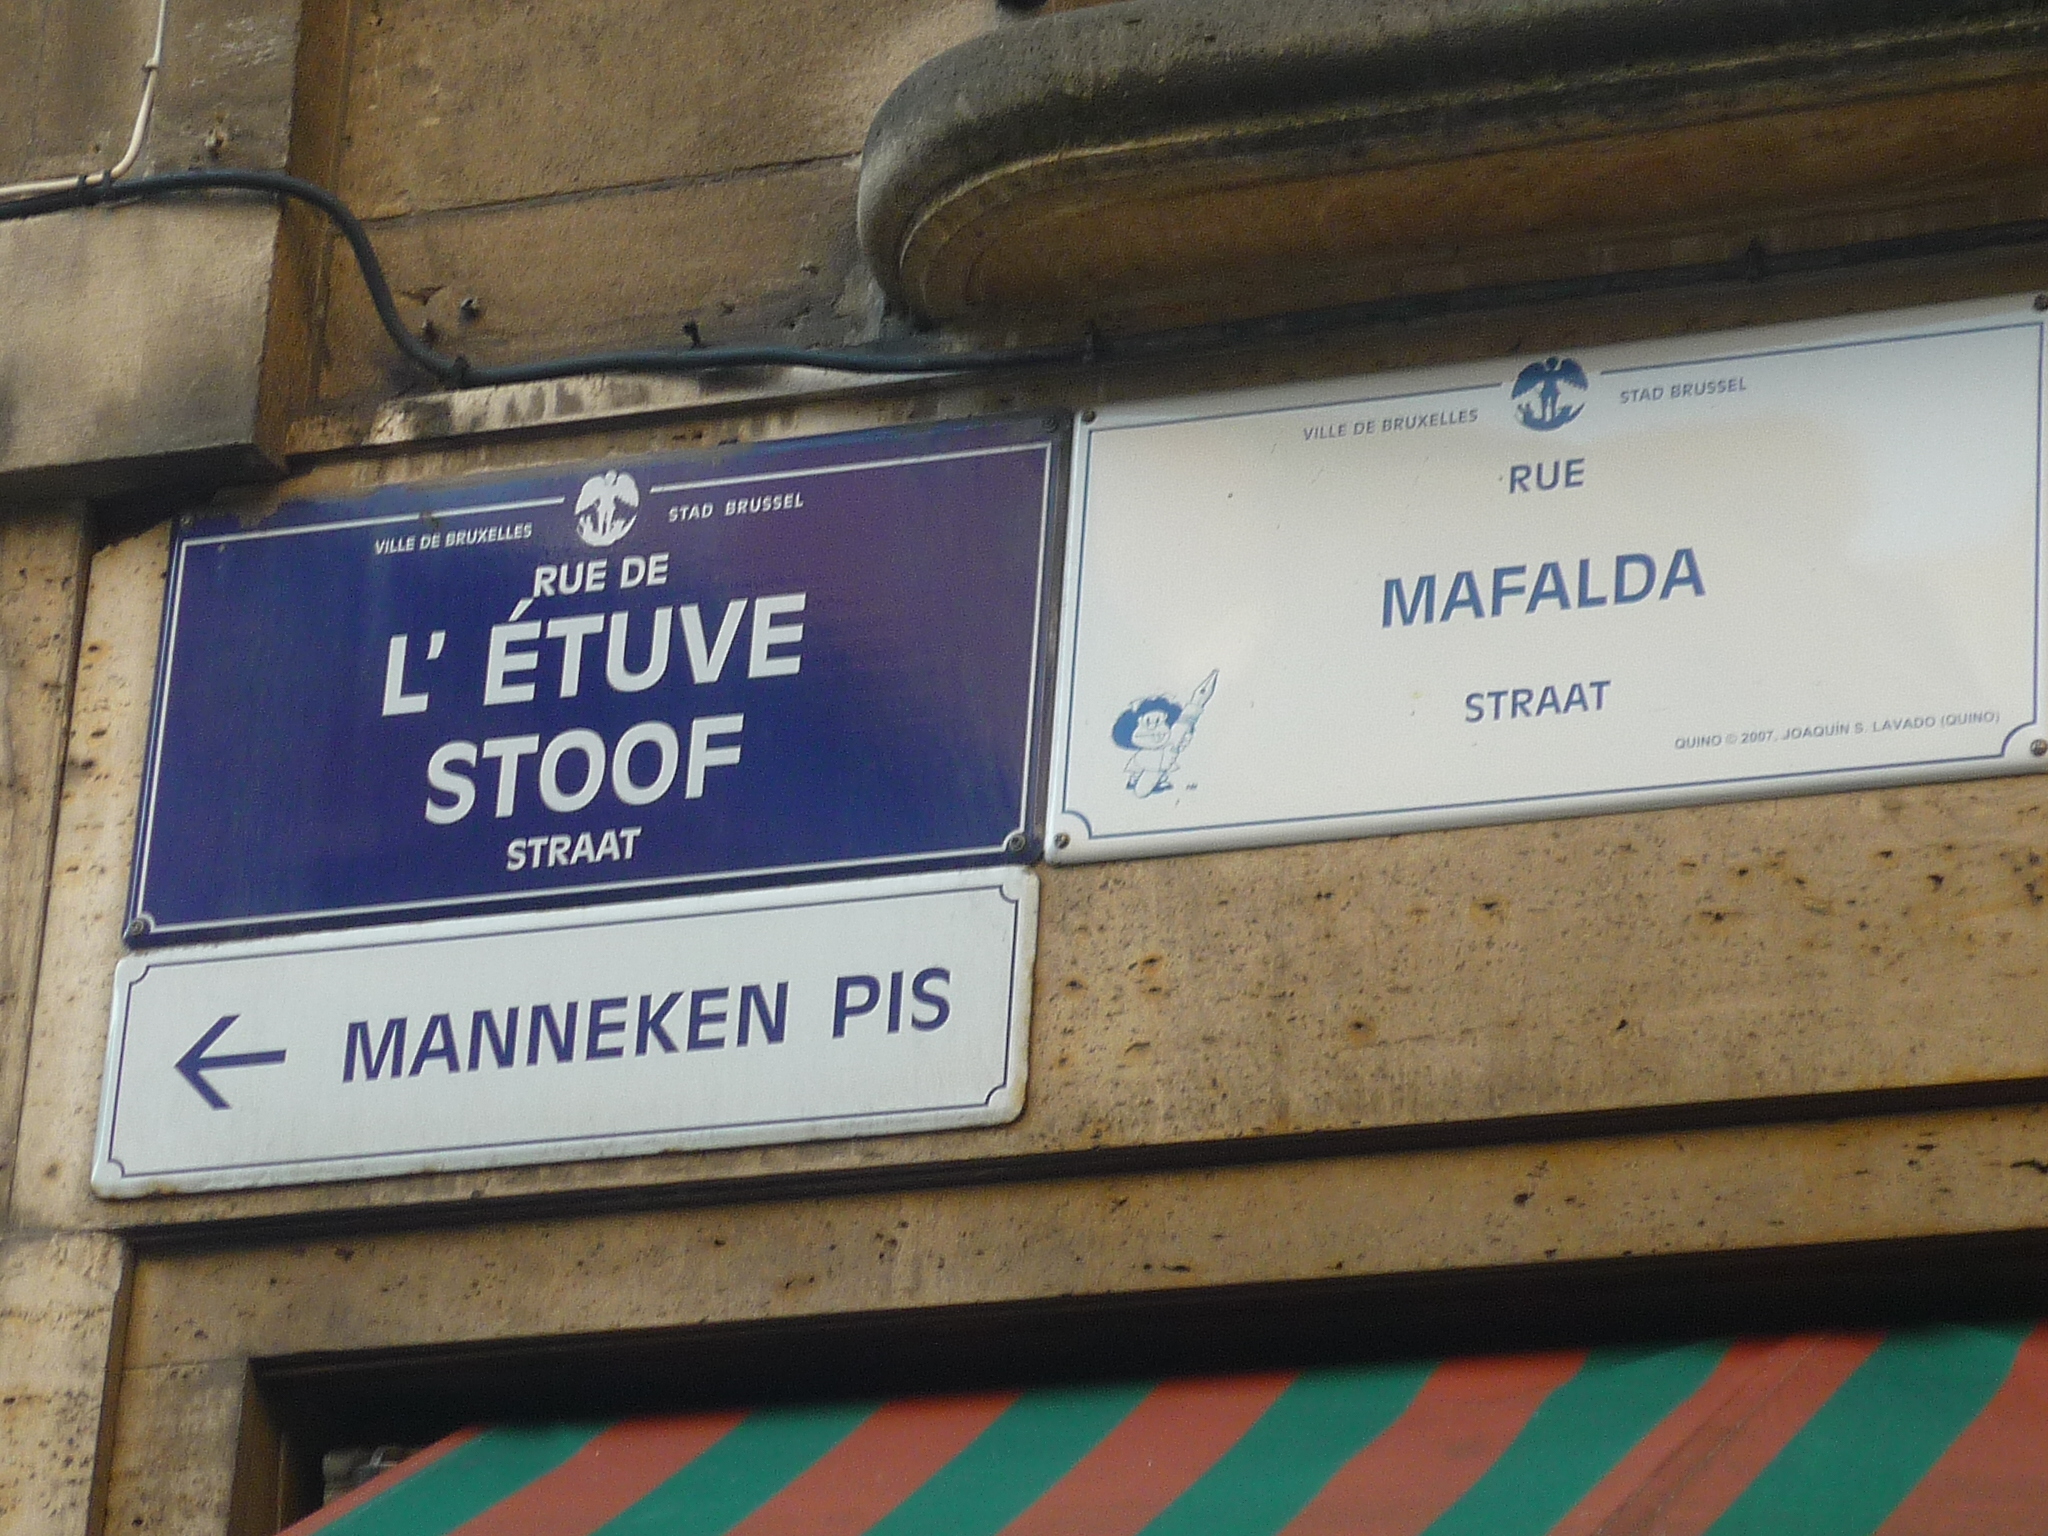 VILLE DE BRUXELLES STAD BRUSSEL
RUE DE
L' ÉTUVE
STOOF
STRAAT
MANNEKEN PIS
VILLE DE BRUXELLES STAD BRUSSEL
RUE
MAFALDA
STRAAT
QUINO © 2007, JOAQUÍN S. LAVADO (QUINO)